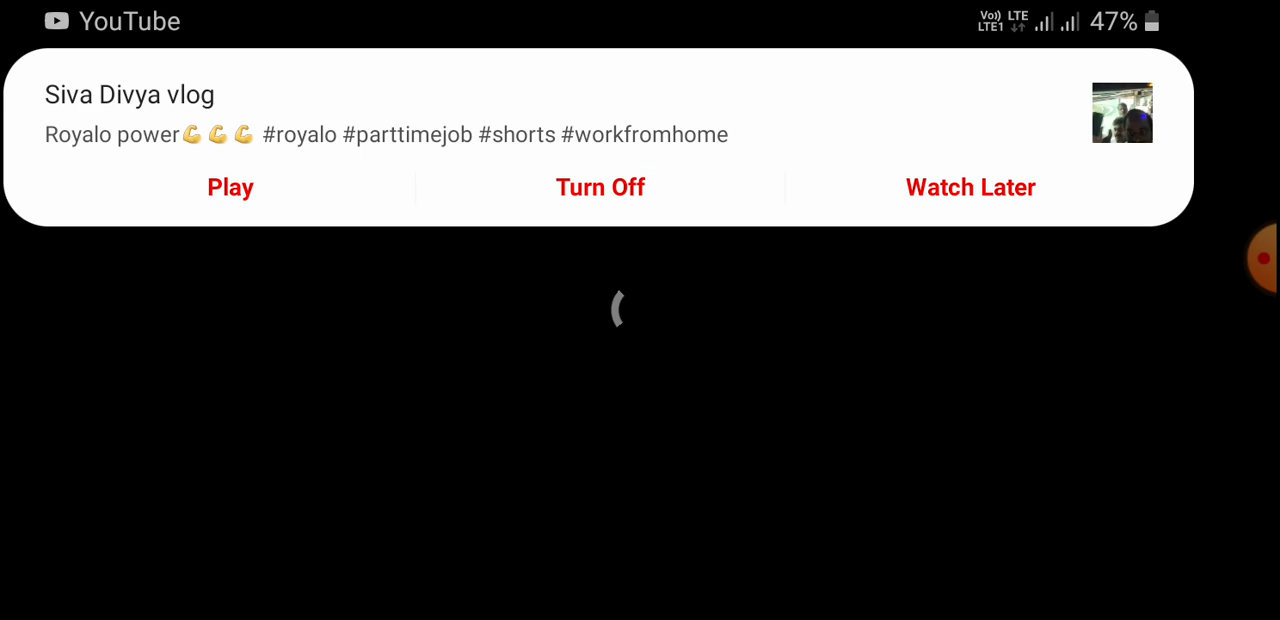 YouTube
Vo)) LTE
LTE1
47%
Siva Divya vlog
Royalo power💪💪💪 #royalo #parttimejob #shorts #workfromhome
Play
Turn Off
Watch Later